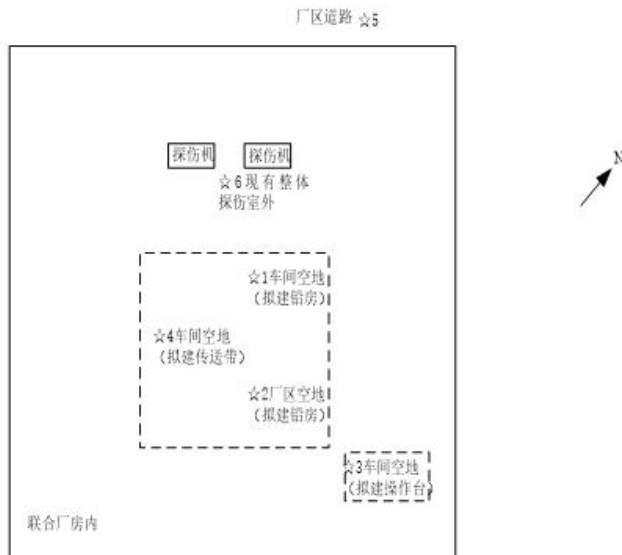 厂区道路 ☆5
探伤机 探伤机
N
☆6现有整体
探伤室外
☆1车间空地
(拟建铅房)
☆4车间空地
(拟建传送带)
☆2厂区空地
(拟建铅房)
☆3车间空地
(拟建操作台)
联合厂房内